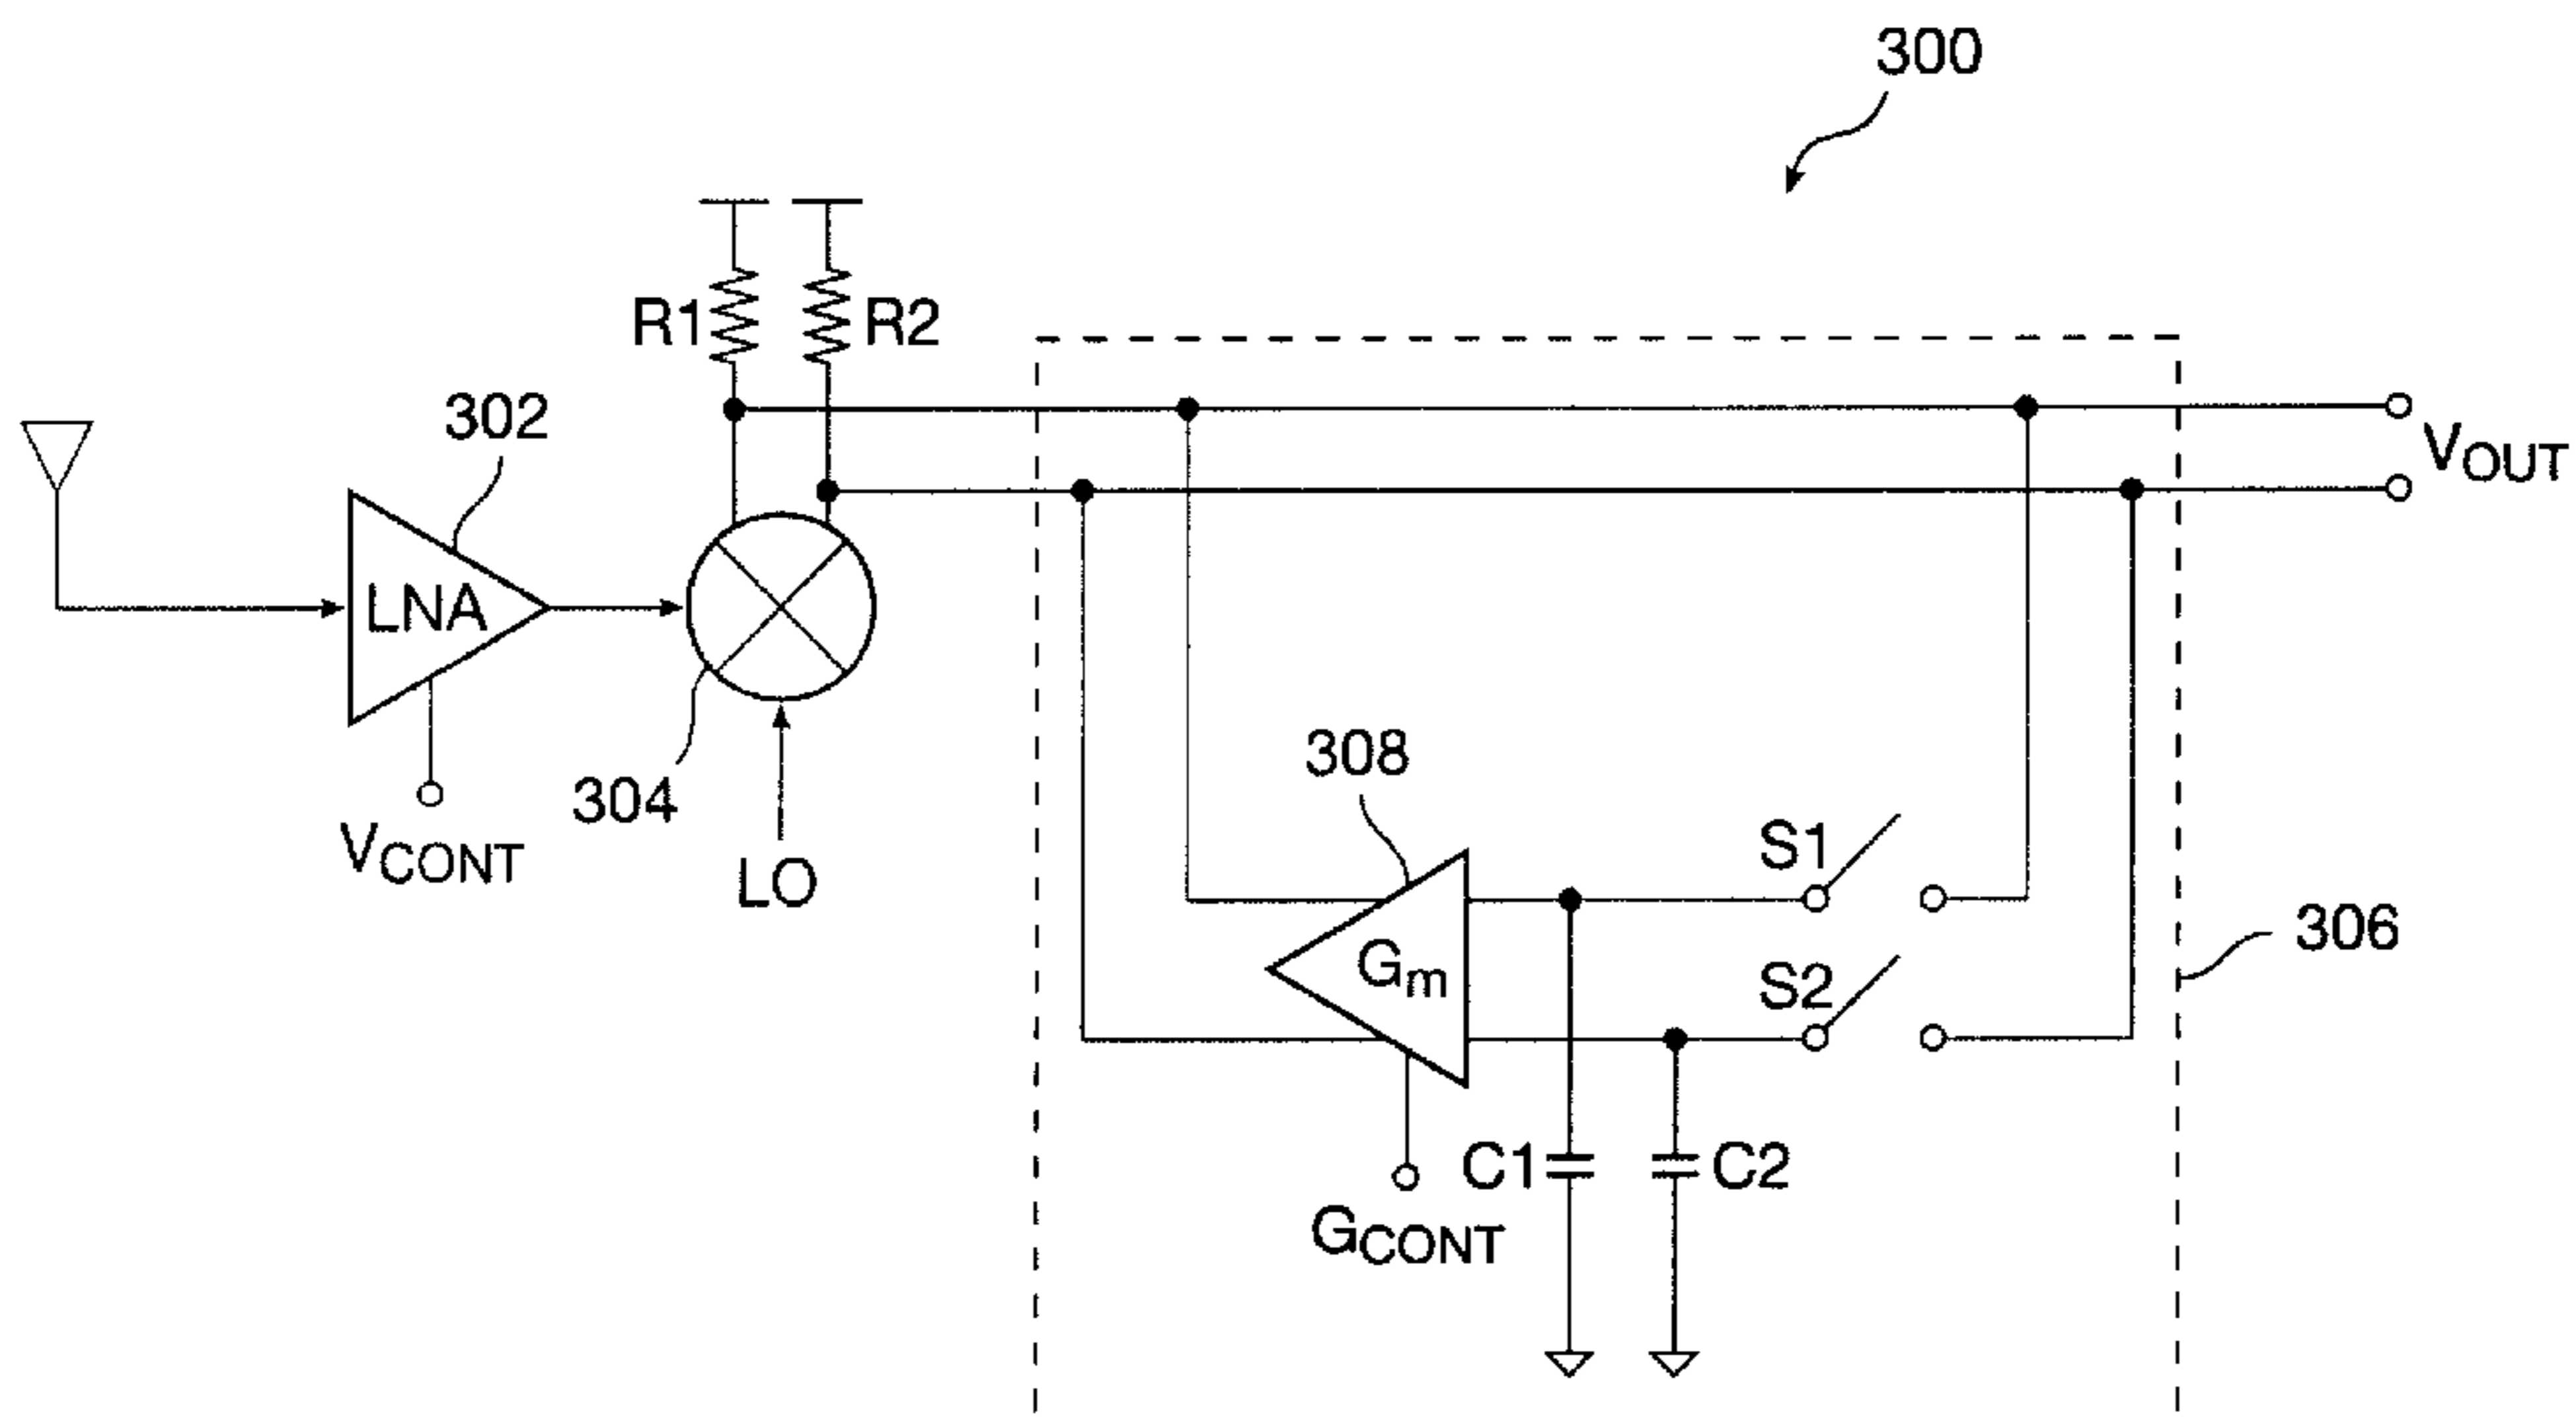 300
R1
R2
302
VOUT
LNA
308
304
VCONT
LO
S1
306
Gm
S2
C1
C2
GCONT